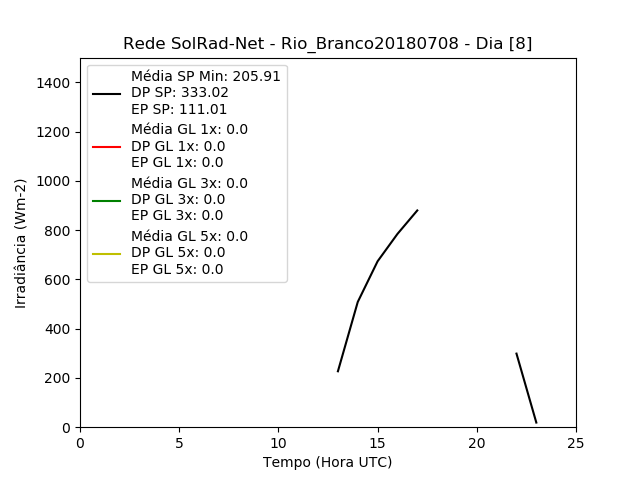 Rede SolRad-Net - Rio_Branco20180708 - Dia [8]
Média SP Min: 205.91
DP SP: 333.02
EP SP: 111.01
Média GL 1x: 0.0
DP GL 1x: 0.0
EP GL 1x: 0.0
Média GL 3x: 0.0
DP GL 3x: 0.0
EP GL 3x: 0.0
Média GL 5x: 0.0
DP GL 5x: 0.0
EP GL 5x: 0.0
Irradiância (Wm-2)
1400
1200
1000
800
600
400
200
0
0 5 10 15 20 25
Tempo (Hora UTC)